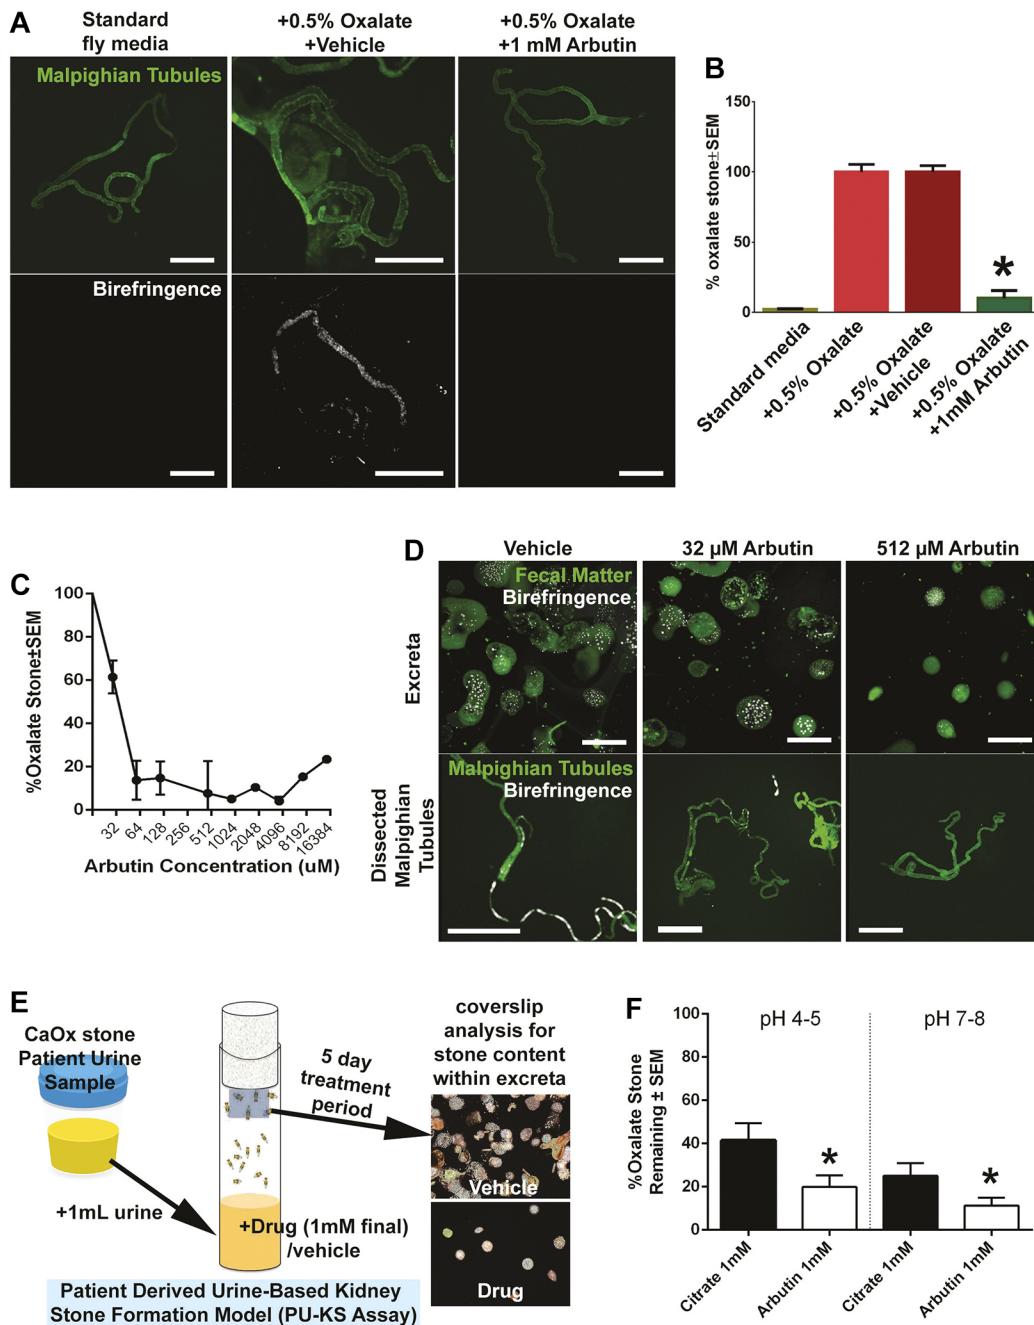 A
Standard
fly media
+0.5% Oxalate
+Vehicle
+0.5% Oxalate
+1 mM Arbutin
Malpighian Tubules
Birefringence
B
% oxalate stone±SEM
150
100
50
0
Standard media
+0.5% Oxalate
+0.5% Oxalate
+Vehicle
+0.5% Oxalate
+1mM Arbutin
*
C
%Oxalate Stone±SEM
100
80
60
40
20
0
32
64
128
256
512
1024
2048
4096
8192
16384
Arbutin Concentration (uM)
D
Vehicle
32 µM Arbutin
512 µM Arbutin
Excreta
Fecal Matter
Birefringence
Dissected
Malpighian
Tubules
Malpighian Tubules
Birefringence
E
CaOx stone
Patient Urine
Sample
+1mL urine
5 day
treatment
period
+Drug (1mM final)
/vehicle
coverslip
analysis for
stone content
within excreta
Vehicle
Drug
Patient Derived Urine-Based Kidney
Stone Formation Model (PU-KS Assay)
F
%Oxalate Stone
Remaining ± SEM
100
80
60
40
20
0
pH 4-5
pH 7-8
*
*
Citrate 1mM
Arbutin 1mM
Citrate 1mM
Arbutin 1mM